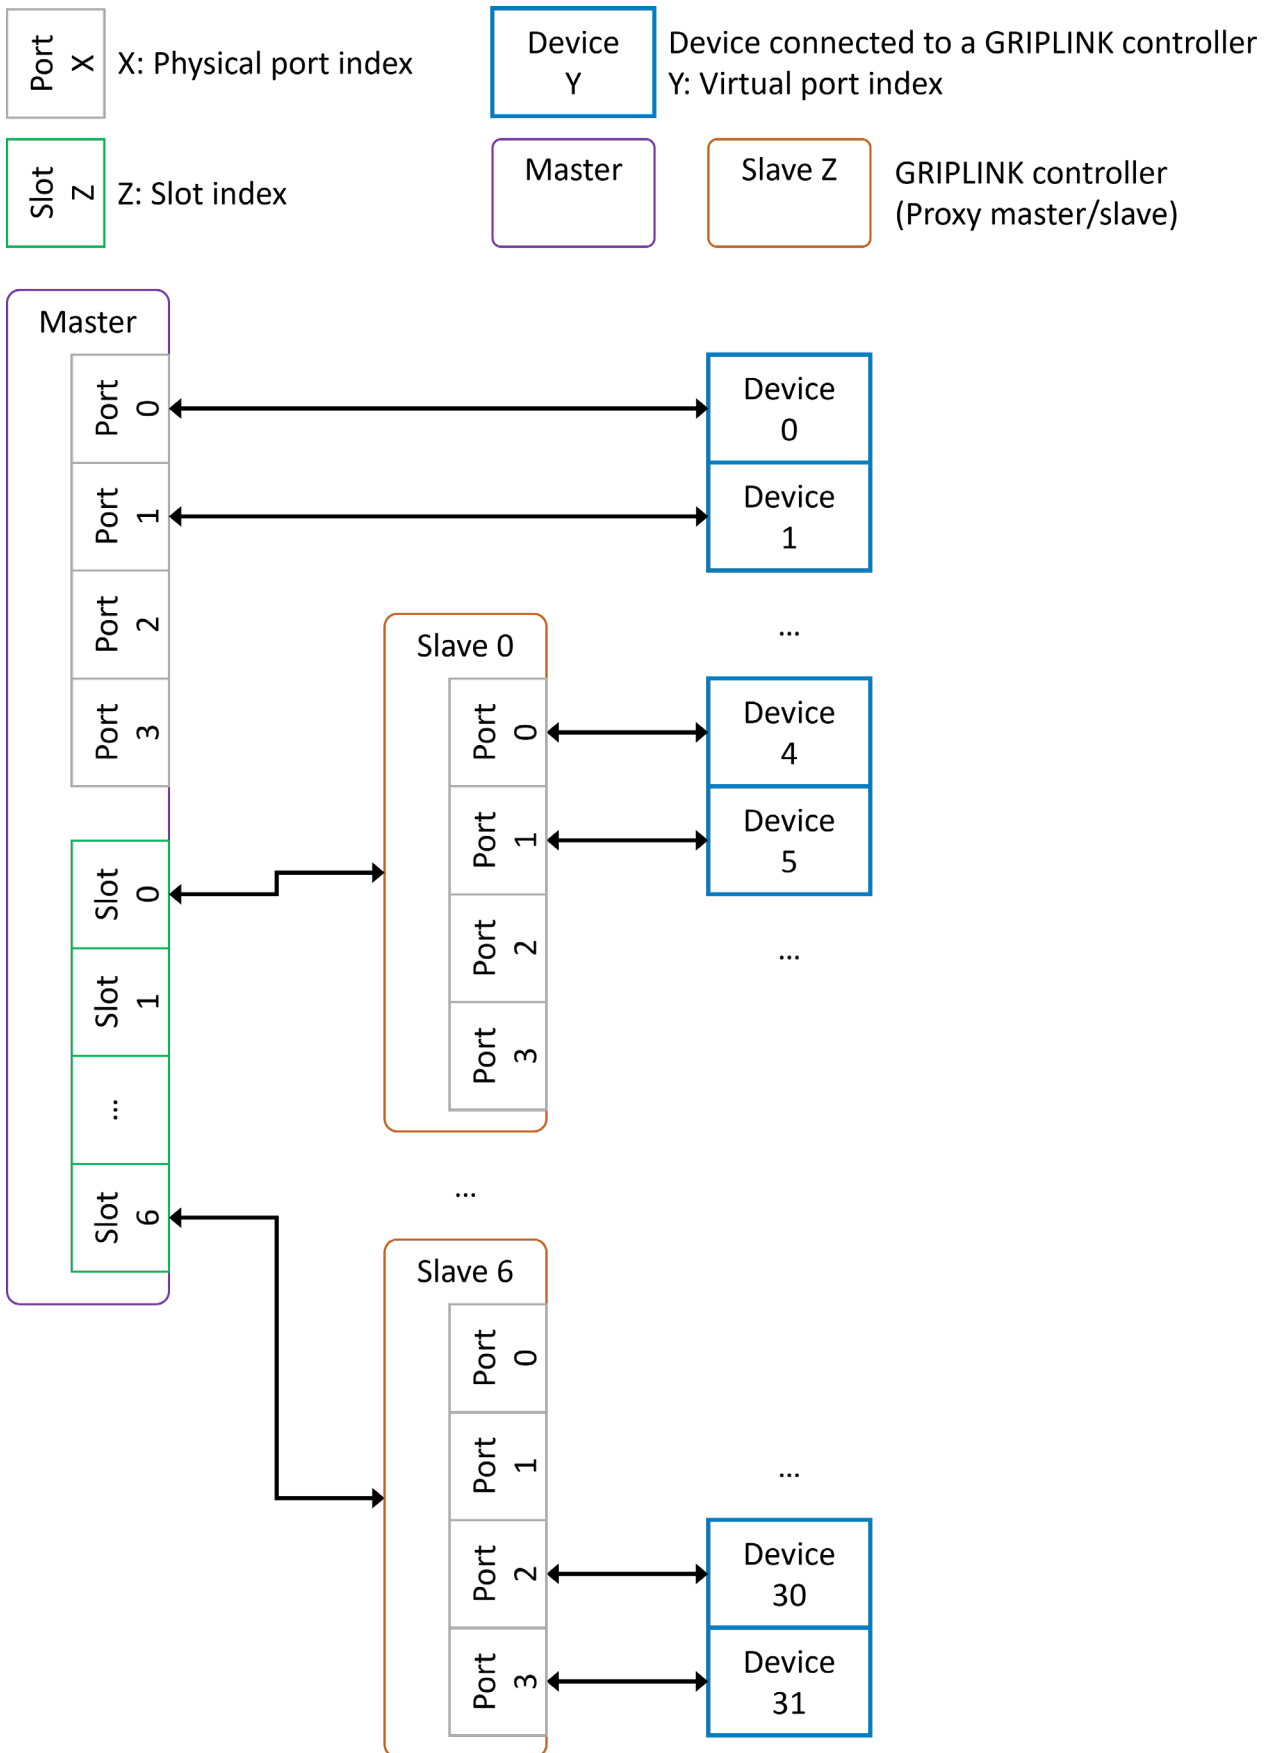 Port
X
X: Physical port index
Device
Y
Device connected to a GRIPLINK controller
Y: Virtual port index
Slot
Z
Z: Slot index
Master
Slave Z
GRIPLINK controller
(Proxy master/slave)
Master
Port
0
Port
1
Port
2
Port
3
Slot
0
Slot
1
...
Slot
6
Slave 0
Port
0
Port
1
Port
2
Port
3
...
Slave 6
Port
0
Port
1
Port
2
Port
3
Device
0
Device
1
...
Device
4
Device
5
...
...
Device
30
Device
31